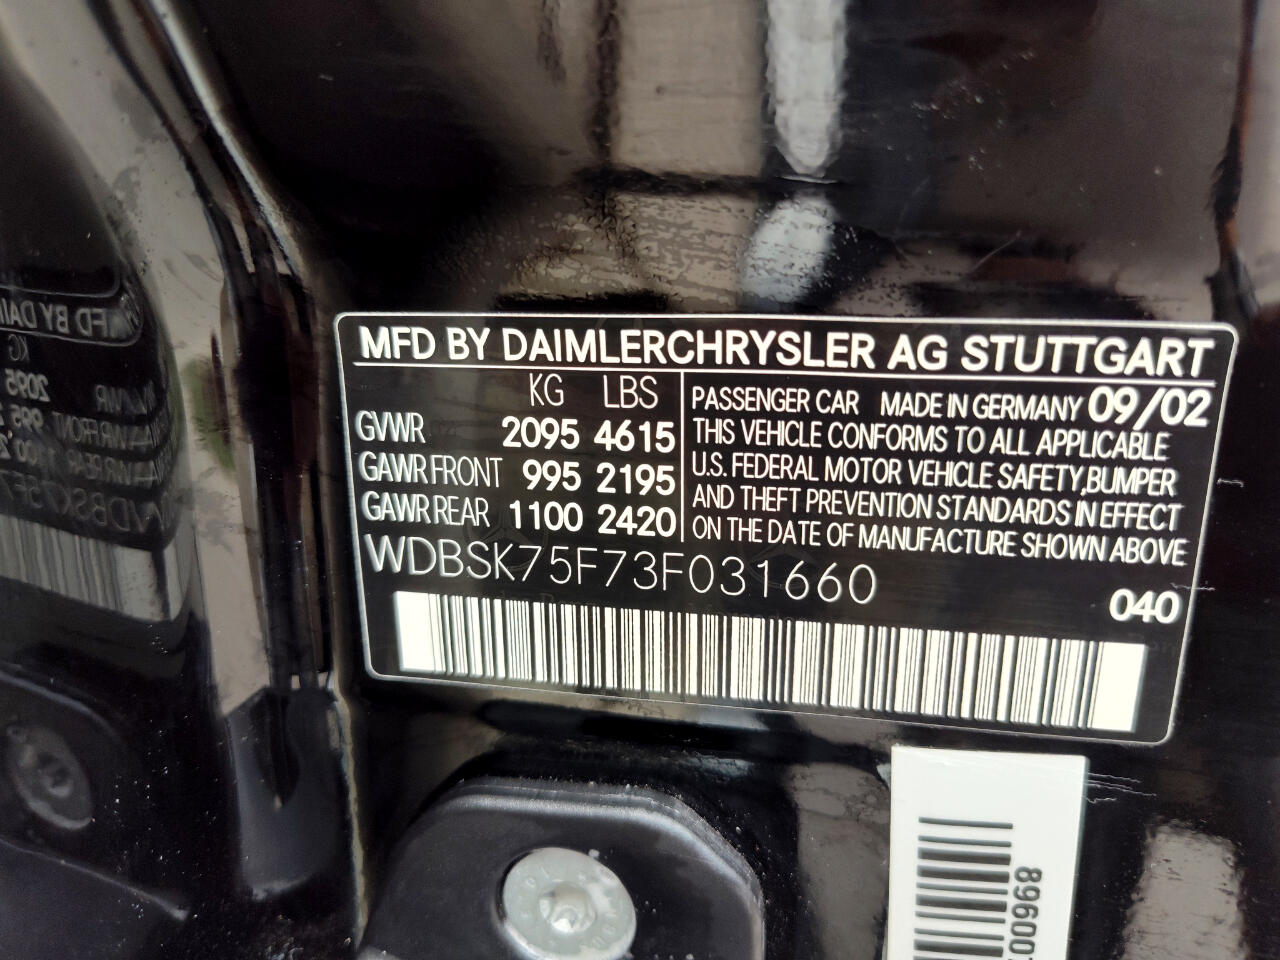 MFD BY DAIMLERCHRYSLER AG STUTTGART
KG LBS
GVWR 2095 4615
GAWR FRONT 995 2195
GAWR REAR 1100 2420
PASSENGER CAR MADE IN GERMANY 09/02
THIS VEHICLE CONFORMS TO ALL APPLICABLE
U.S. FEDERAL MOTOR VEHICLE SAFETY,BUMPER
AND THEFT PREVENTION STANDARDS IN EFFECT
ON THE DATE OF MANUFACTURE SHOWN ABOVE
WDBSK75F73F031660
040